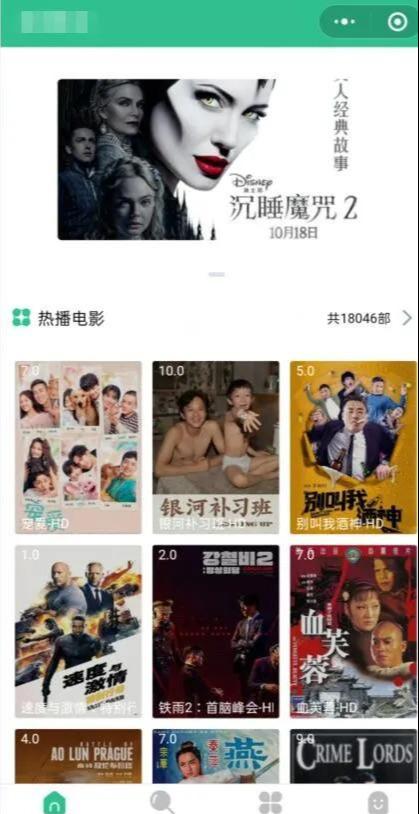 人经典故事
Disney
迪士尼
沉睡魔咒2
10月18日
热播电影
共18046部
7.0
10.0
5.0
宠爱-HD
银河补习班
银河补习班-HD
别叫我酒神
别叫我酒神-HD
1.0
2.0
7.0
强철비2
速度与激情
血芙蓉
速度与激情：特别行
铁雨2：首脑峰会-H
血芙蓉-HD
4.0
9.0
AO LUN PRAGUE
CRIME LORDS